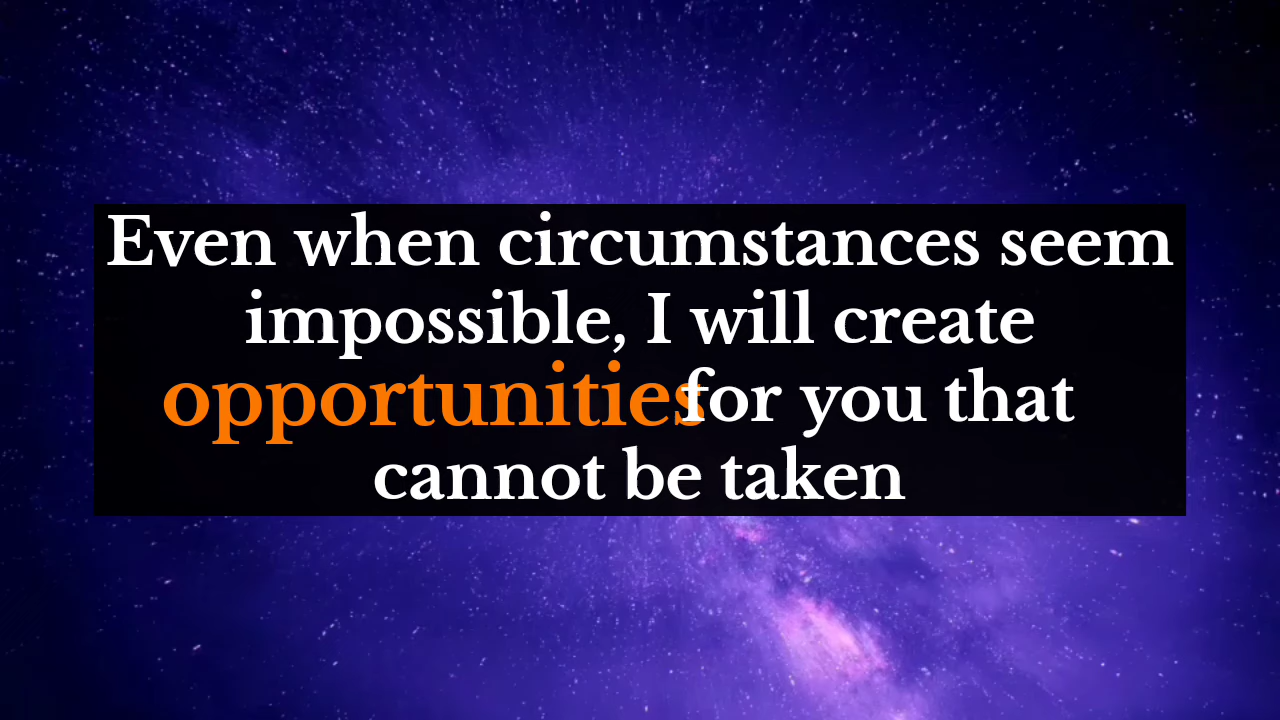 Even when circumstances seem
impossible, I will create
opportunities for you that
cannot be taken